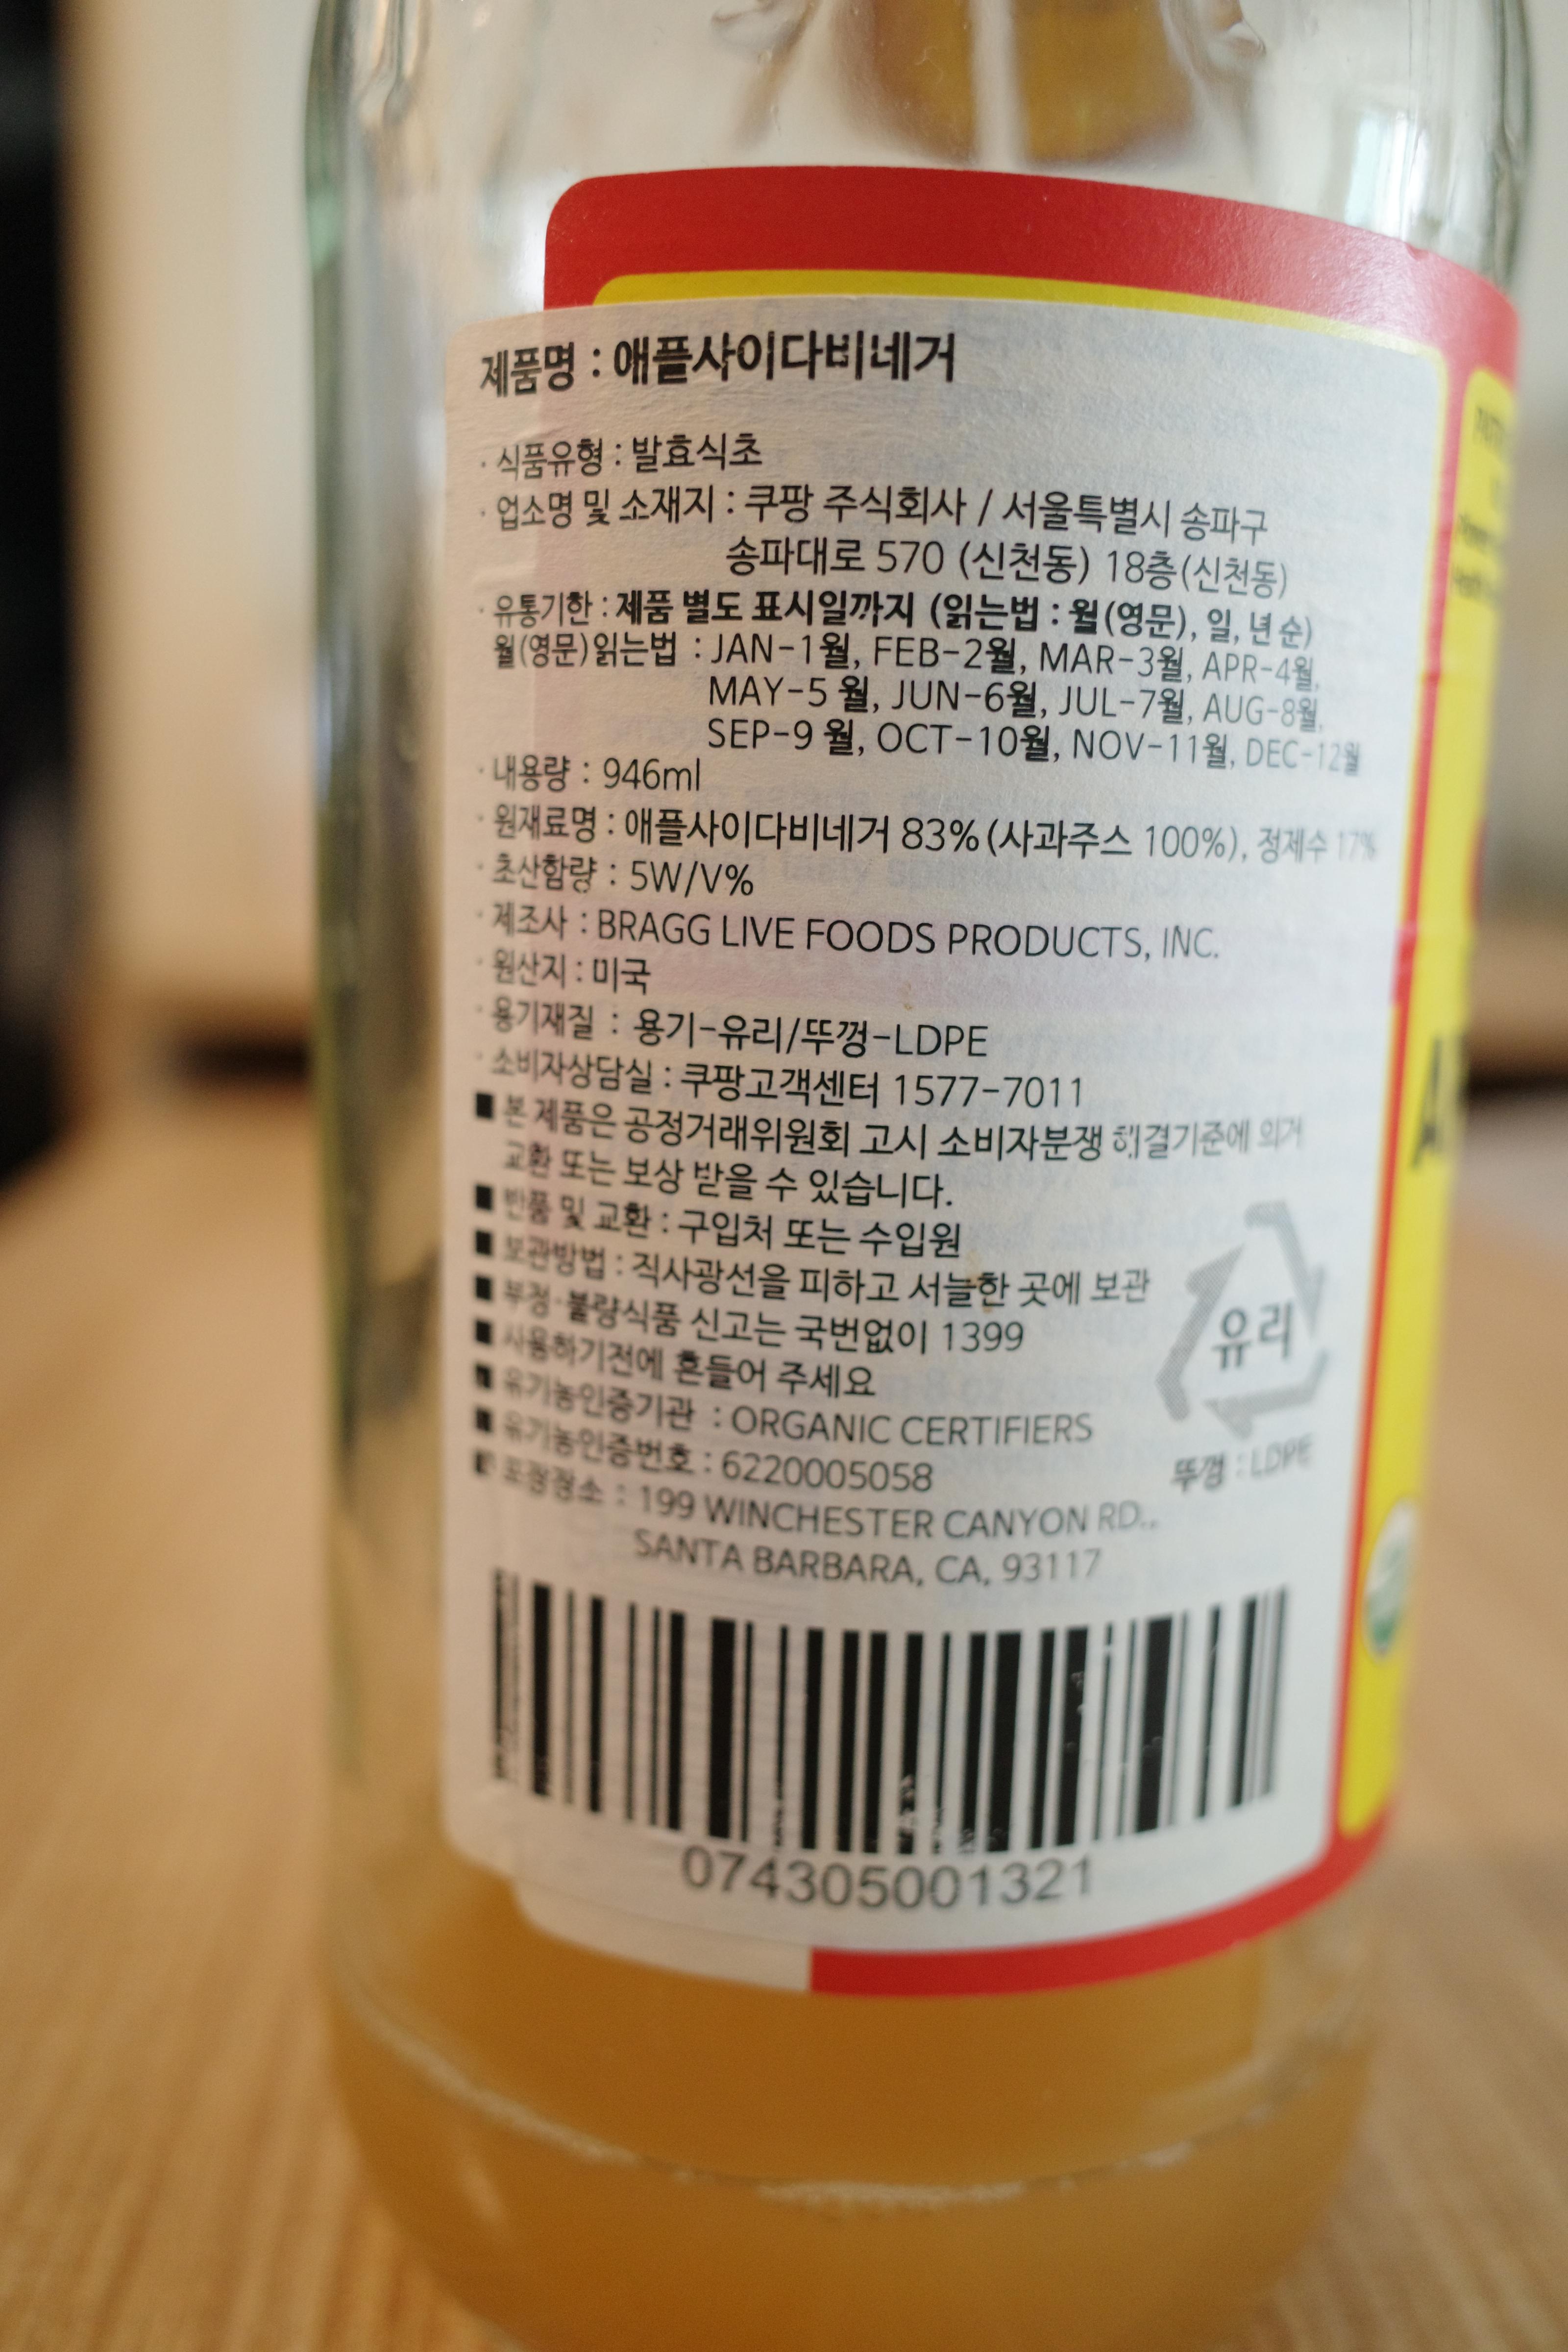 제품명 : 애플사이다비네거
· 식품유형 : 발효식초
· 업소명 및 소재지 : 쿠팡 주식회사 / 서울특별시 송파구
송파대로 570 (신천동) 18층(신천동)
· 유통기한 : 제품 별도 표시일까지 (읽는법 : 월(영문), 일, 년 순)
월(영문)읽는법 : JAN-1월, FEB-2월, MAR-3월, APR-4월,
MAY-5 월, JUN-6월, JUL-7월, AUG-8월,
SEP-9 월, OCT-10월, NOV-11월, DEC-12월
· 내용량 : 946ml
· 원재료명 : 애플사이다비네거 83%(사과주스 100%), 정제수 17%
· 초산함량 : 5W/V%
· 제조사 : BRAGG LIVE FOODS PRODUCTS, INC.
· 원산지 : 미국
· 용기재질 : 용기-유리/뚜껑-LDPE
· 소비자상담실 : 쿠팡고객센터 1577-7011
■ 본 제품은 공정거래위원회 고시 소비자분쟁 해결기준에 의거
교환 또는 보상 받을 수 있습니다.
■ 반품 및 교환 : 구입처 또는 수입원
■ 보관방법 : 직사광선을 피하고 서늘한 곳에 보관
■ 부정·불량식품 신고는 국번없이 1399
■ 사용하기전에 흔들어 주세요
■ 유기농인증기관 : ORGANIC CERTIFIERS
■ 유기농인증번호 : 6220005058
■ 포장장소 : 199 WINCHESTER CANYON RD.,
SANTA BARBARA, CA, 93117
유리
뚜껑 : LDPE
074305001321